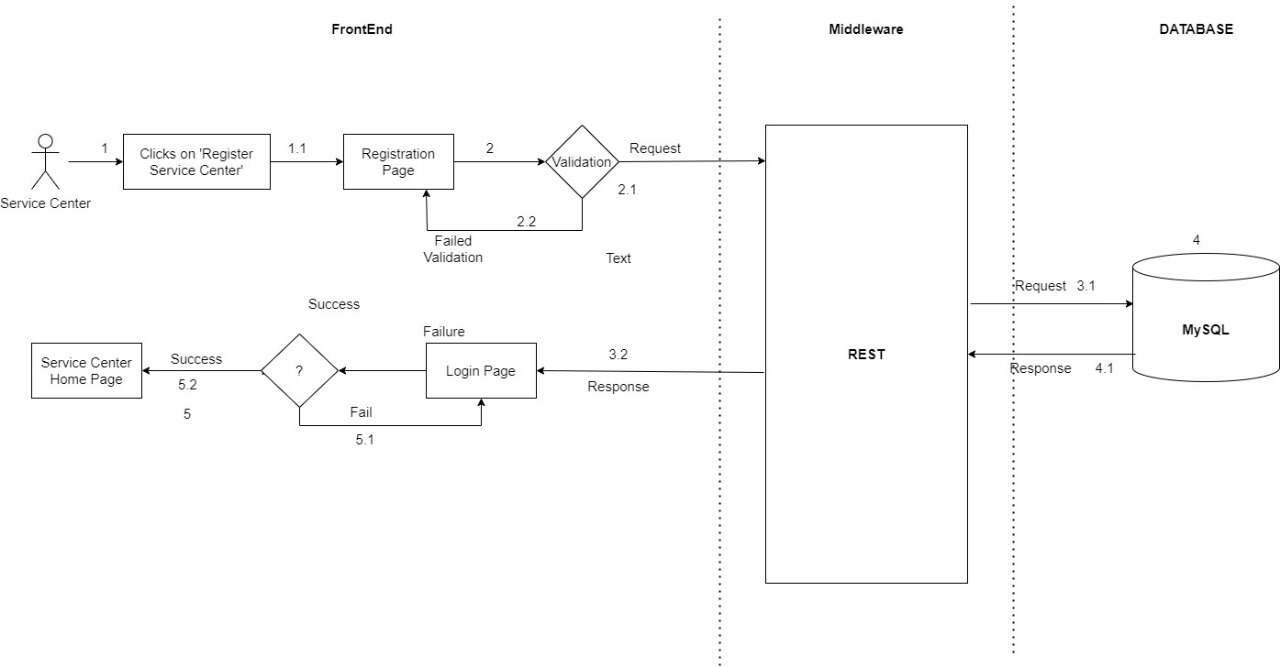 FrontEnd
Middleware
DATABASE
1
Clicks on 'Register
Service Center'
1.1
Registration
Page
2
Validation
Request
2.1
Service Center
2.2
Failed
Validation
Text
4
Request 3.1
MySQL
Success
Failure
3.2
REST
Service Center
Home Page
Success
5.2
5
?
Login Page
Response
Response 4.1
Fail
5.1